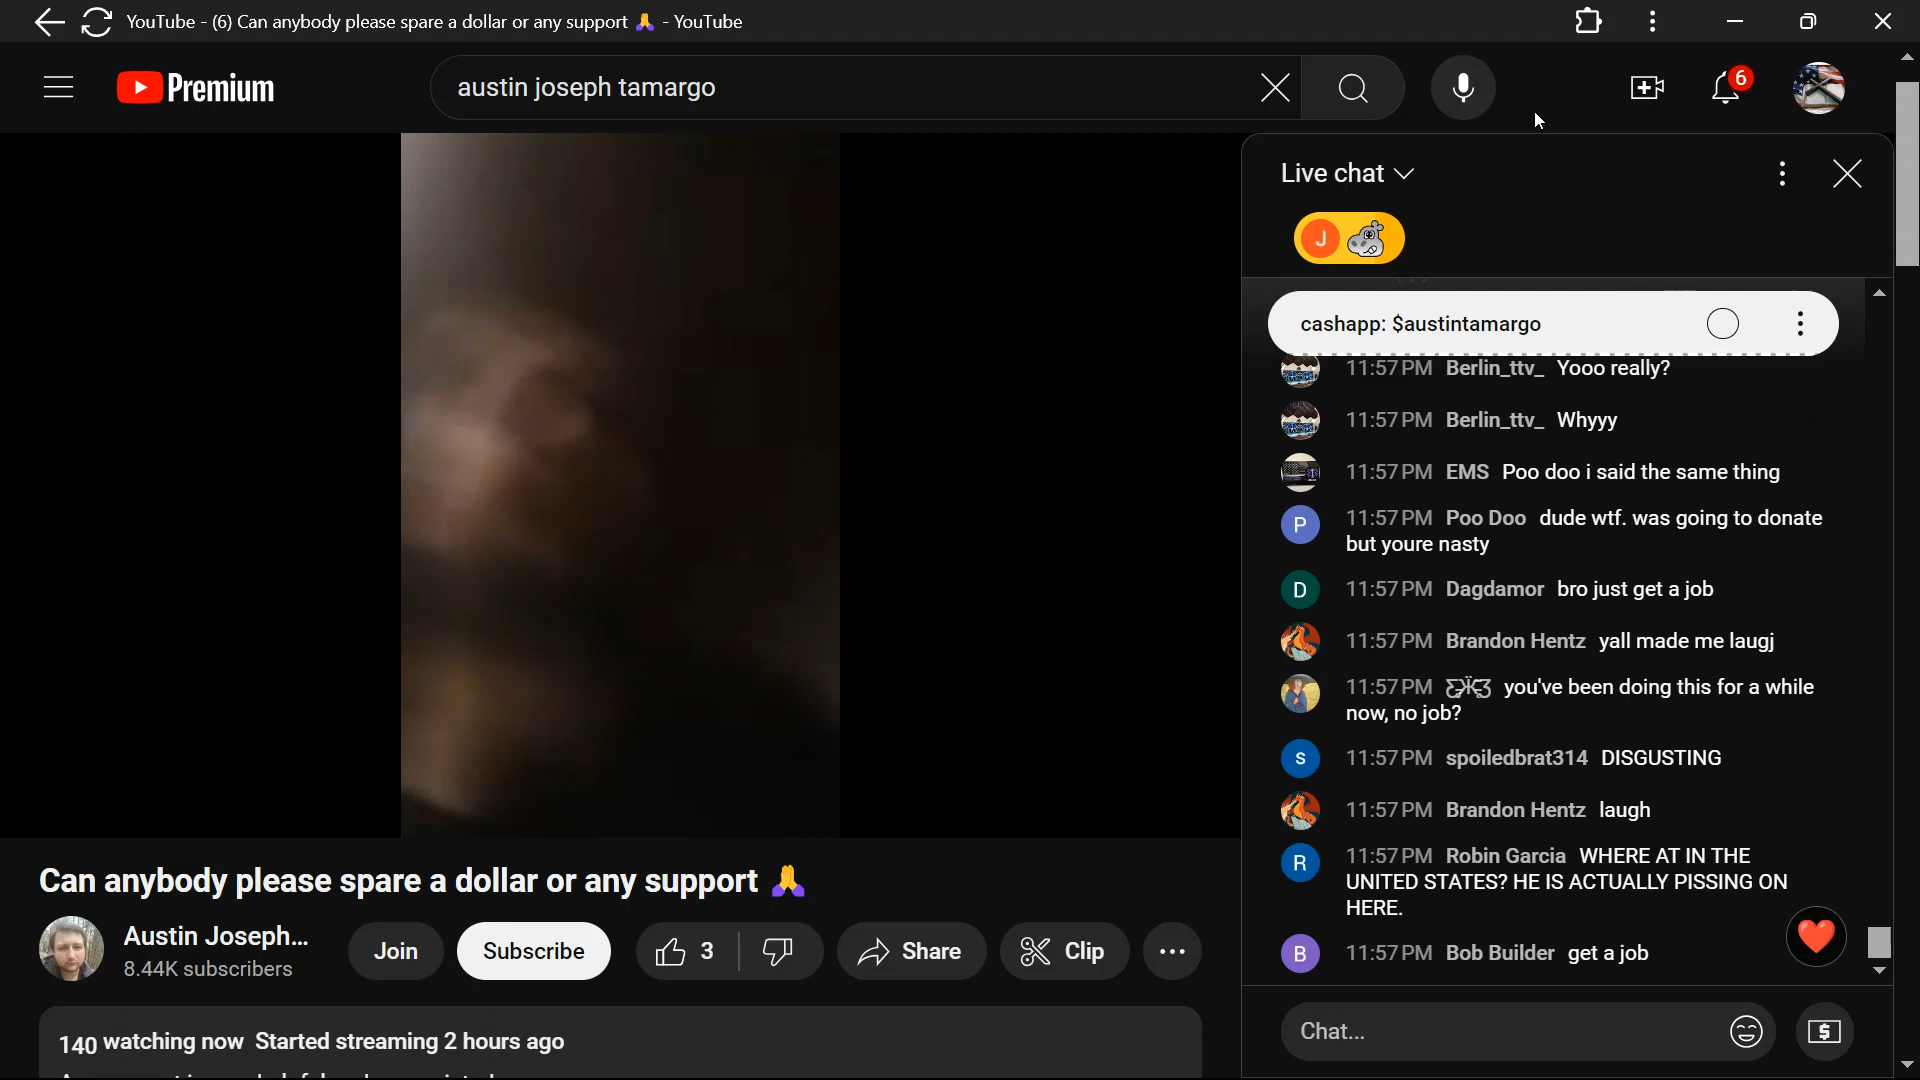 YouTube - (6) Can anybody please spare a dollar or any support 🙏 - YouTube
Premium
austin joseph tamargo
6
Live chat
J
cashapp: $austintamargo
11:57 PM Berlin_ttv_ Yooo really?
11:57 PM Berlin_ttv_ Whyyy
11:57 PM EMS Poo doo i said the same thing
P
11:57 PM Poo Doo dude wtf. was going to donate
but youre nasty
D
11:57 PM Dagdamor bro just get a job
11:57 PM Brandon Hentz yall made me laugj
11:57 PM Ƹ̵̡Ӝ̵̨̄Ʒ you've been doing this for a while
now, no job?
s
11:57 PM spoiledbrat314 DISGUSTING
11:57 PM Brandon Hentz laugh
R
11:57 PM Robin Garcia WHERE AT IN THE
UNITED STATES? HE IS ACTUALLY PISSING ON
HERE.
B
11:57 PM Bob Builder get a job
Chat...
Can anybody please spare a dollar or any support 🙏
Austin Joseph...
8.44K subscribers
Join
Subscribe
3
Share
Clip
140 watching now Started streaming 2 hours ago